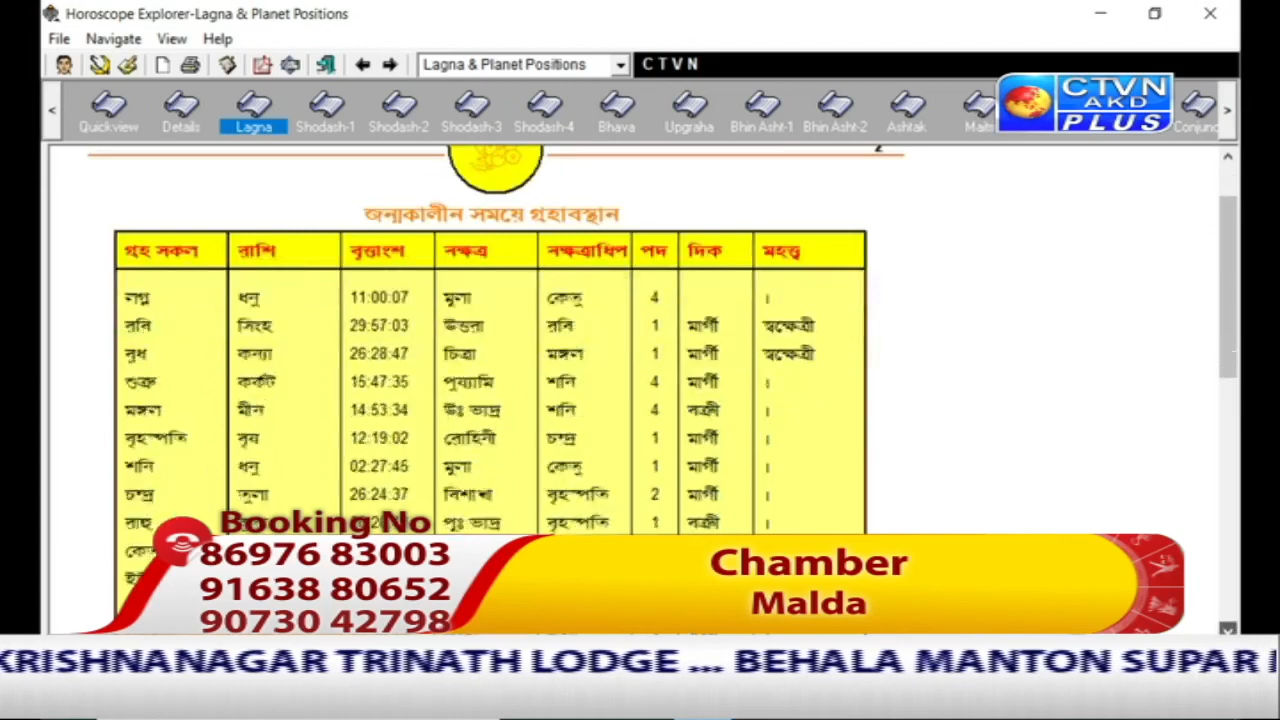 Horoscope Explorer-Lagna & Planet Positions
File Navigate View Help
Lagna & Planet Positions CTVN
Quickview Details Lagna Shodash-1 Shodash-2 Shodash-3 Shodash-4 Bhava Upgraha Bhin Asht-1 Bhin Asht-2 Ashtak
CTVN
AKD
PLUS
জন্মকালীন সময়ে গ্রহাবস্থান
গ্রহ সকল রাশি বৃত্তাংশ নক্ষত্র নক্ষত্রাধিপ পদ দিক মহত্ত্ব
লগ্ন ধনু 11:00:07 মুলা কেতু 4 ।
রবি সিংহ 29:57:03 উত্তরা রবি 1 মার্গী স্বক্ষেত্রী
বুধ কন্যা 26:28:47 চিত্রা মঙ্গল 1 মার্গী স্বক্ষেত্রী
শুক্র কর্কট 15:47:35 পুয্যামি শনি 4 মার্গী ।
মঙ্গল মীন 14:53:34 উঃ ভাদ্র শনি 4 বক্রী ।
বৃহস্পতি বৃষ 12:19:02 রোহিনী চন্দ্র 1 মার্গী ।
শনি ধনু 02:27:45 মুলা কেতু 1 মার্গী ।
চন্দ্র তুলা 26:24:37 বিশাখা বৃহস্পতি 2 মার্গী ।
রাহু পুঃ ভাদ্র বৃহস্পতি 1 বক্রী ।
Booking No
86976 83003
91638 80652
90730 42798
Chamber
Malda
KRISHNANAGAR TRINATH LODGE ... BEHALA MANTON SUPAR